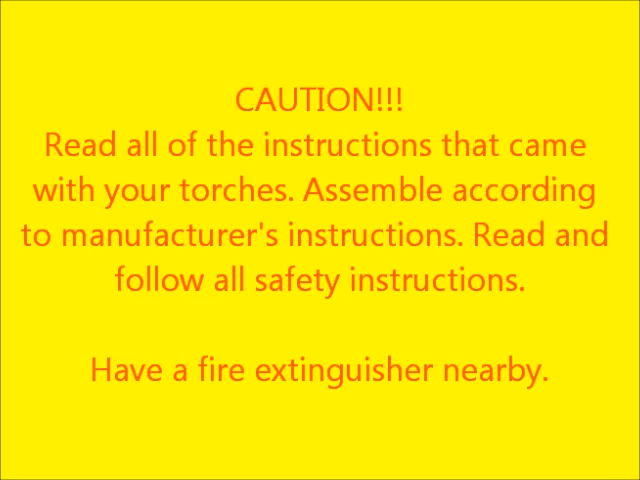 CAUTION!!!
Read all of the instructions that came
with your torches. Assemble according
to manufacturer's instructions. Read and
follow all safety instructions.
Have a fire extinguisher nearby.